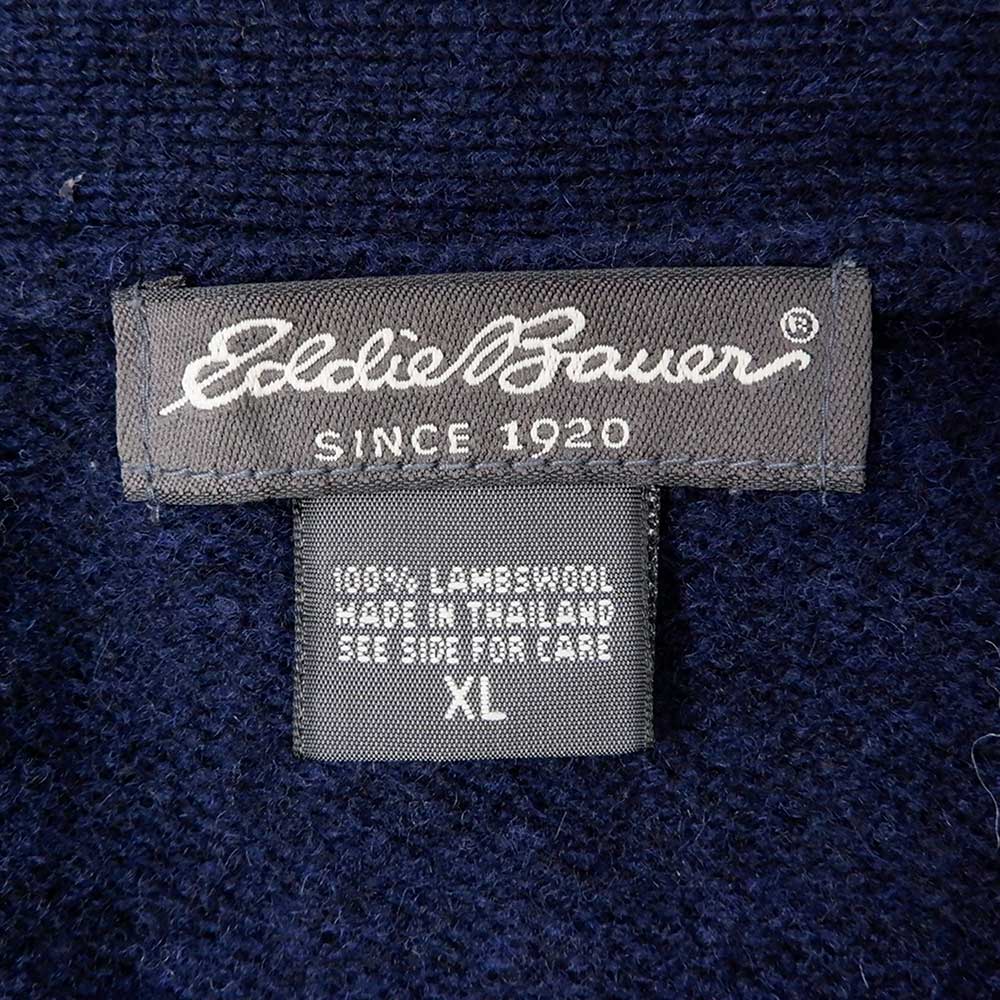 Eddie Bauer®
SINCE 1920
100% LAMBSWOOL
MADE IN THAILAND
SEE SIDE FOR CARE
XL